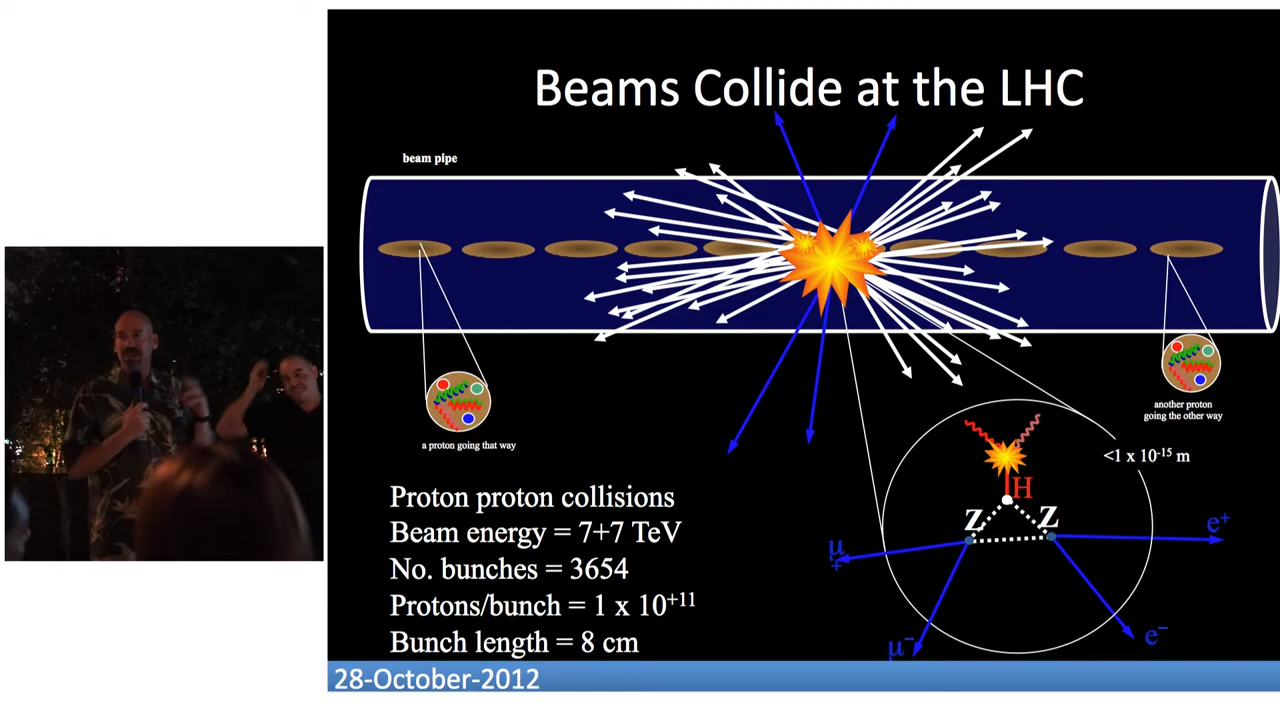 Beams Collide at the LHC
beam pipe
a proton going that way
another proton
going the other way
<1 x 10⁻¹⁵ m
H
Z
Z
μ+
e⁺
μ⁻
e⁻
Proton proton collisions
Beam energy = 7+7 TeV
No. bunches = 3654
Protons/bunch = 1 x 10⁺¹¹
Bunch length = 8 cm
28-October-2012